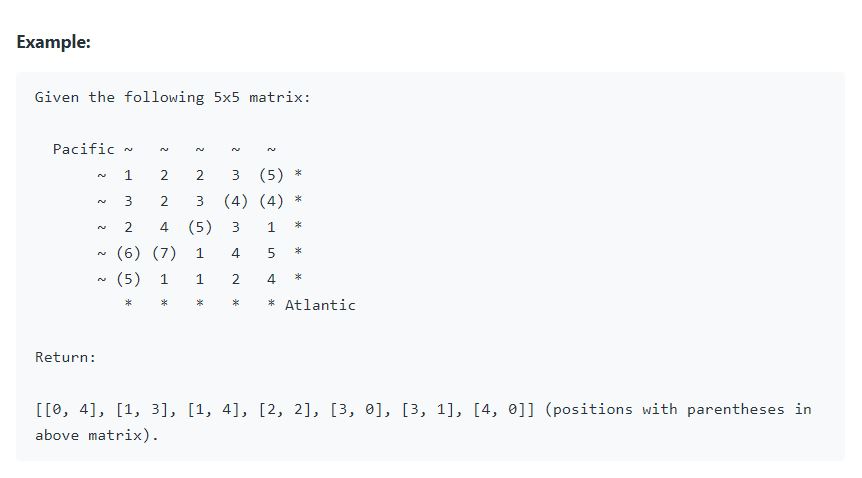 Example:
Given the following 5x5 matrix:
Pacific ~ ~ ~ ~ ~
~ 1 2 2 3 (5) *
~ 3 2 3 (4) (4) *
~ 2 4 (5) 3 1 *
~ (6) (7) 1 4 5 *
~ (5) 1 1 2 4 *
* * * * * Atlantic
Return:
[[0, 4], [1, 3], [1, 4], [2, 2], [3, 0], [3, 1], [4, 0]] (positions with parentheses in
above matrix).